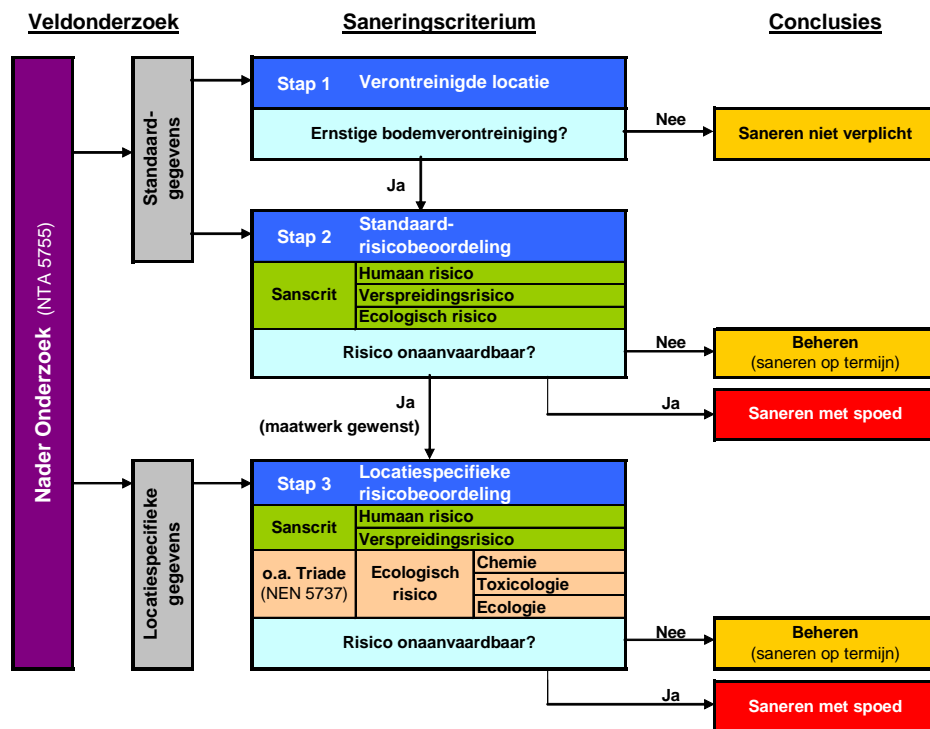 Veldonderzoek
Saneringscriterium
Conclusies
Nader Onderzoek (NTA 5755)
Standaard-
gegevens
Stap 1
Verontreinigde locatie
Ernstige bodemverontreiniging?
Nee
Saneren niet verplicht
Ja
Stap 2
Standaard-
risicobeoordeling
Sanscrit
Humaan risico
Verspreidingsrisico
Ecologisch risico
Risico onaanvaardbaar?
Nee
Beheren
(saneren op termijn)
Ja
Saneren met spoed
Ja
(maatwerk gewenst)
Locatiespecifieke
gegevens
Stap 3
Locatiespecifieke
risicobeoordeling
Sanscrit
Humaan risico
Verspreidingsrisico
o.a. Triade
(NEN 5737)
Ecologisch
risico
Chemie
Toxicologie
Ecologie
Risico onaanvaardbaar?
Nee
Beheren
(saneren op termijn)
Ja
Saneren met spoed